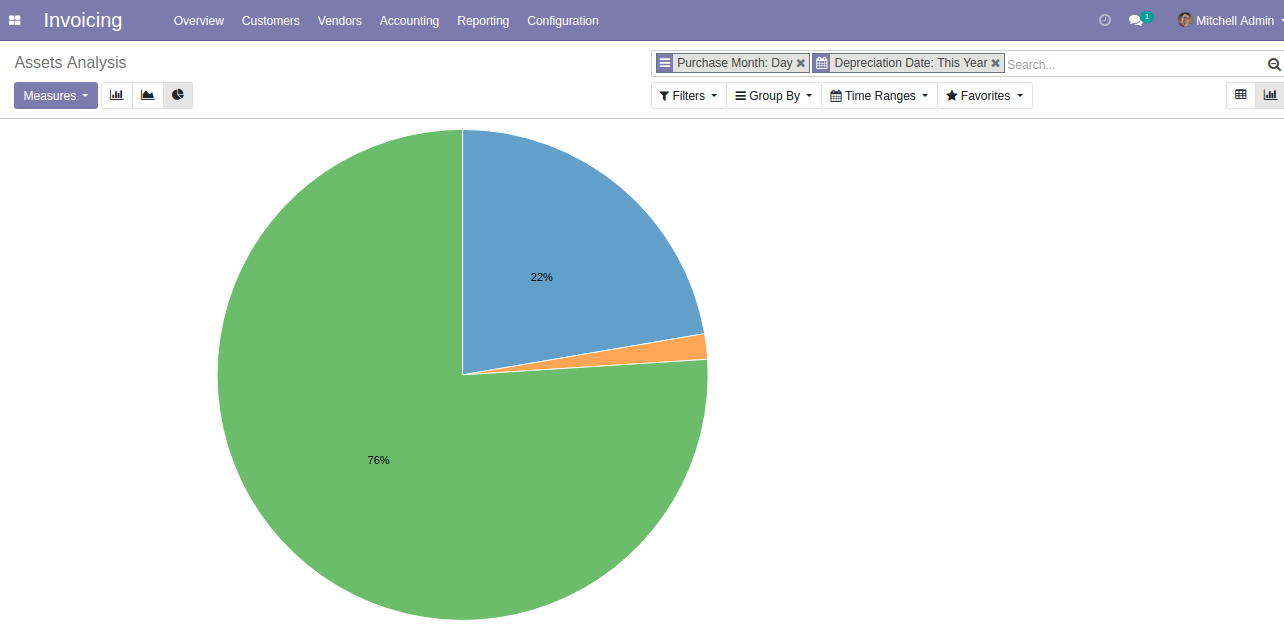 Invoicing Overview Customers Vendors Accounting Reporting Configuration 1 Mitchell Admin
Assets Analysis
Purchase Month: Day Depreciation Date: This Year Search...
Measures Filters Group By Time Ranges Favorites
22%
76%